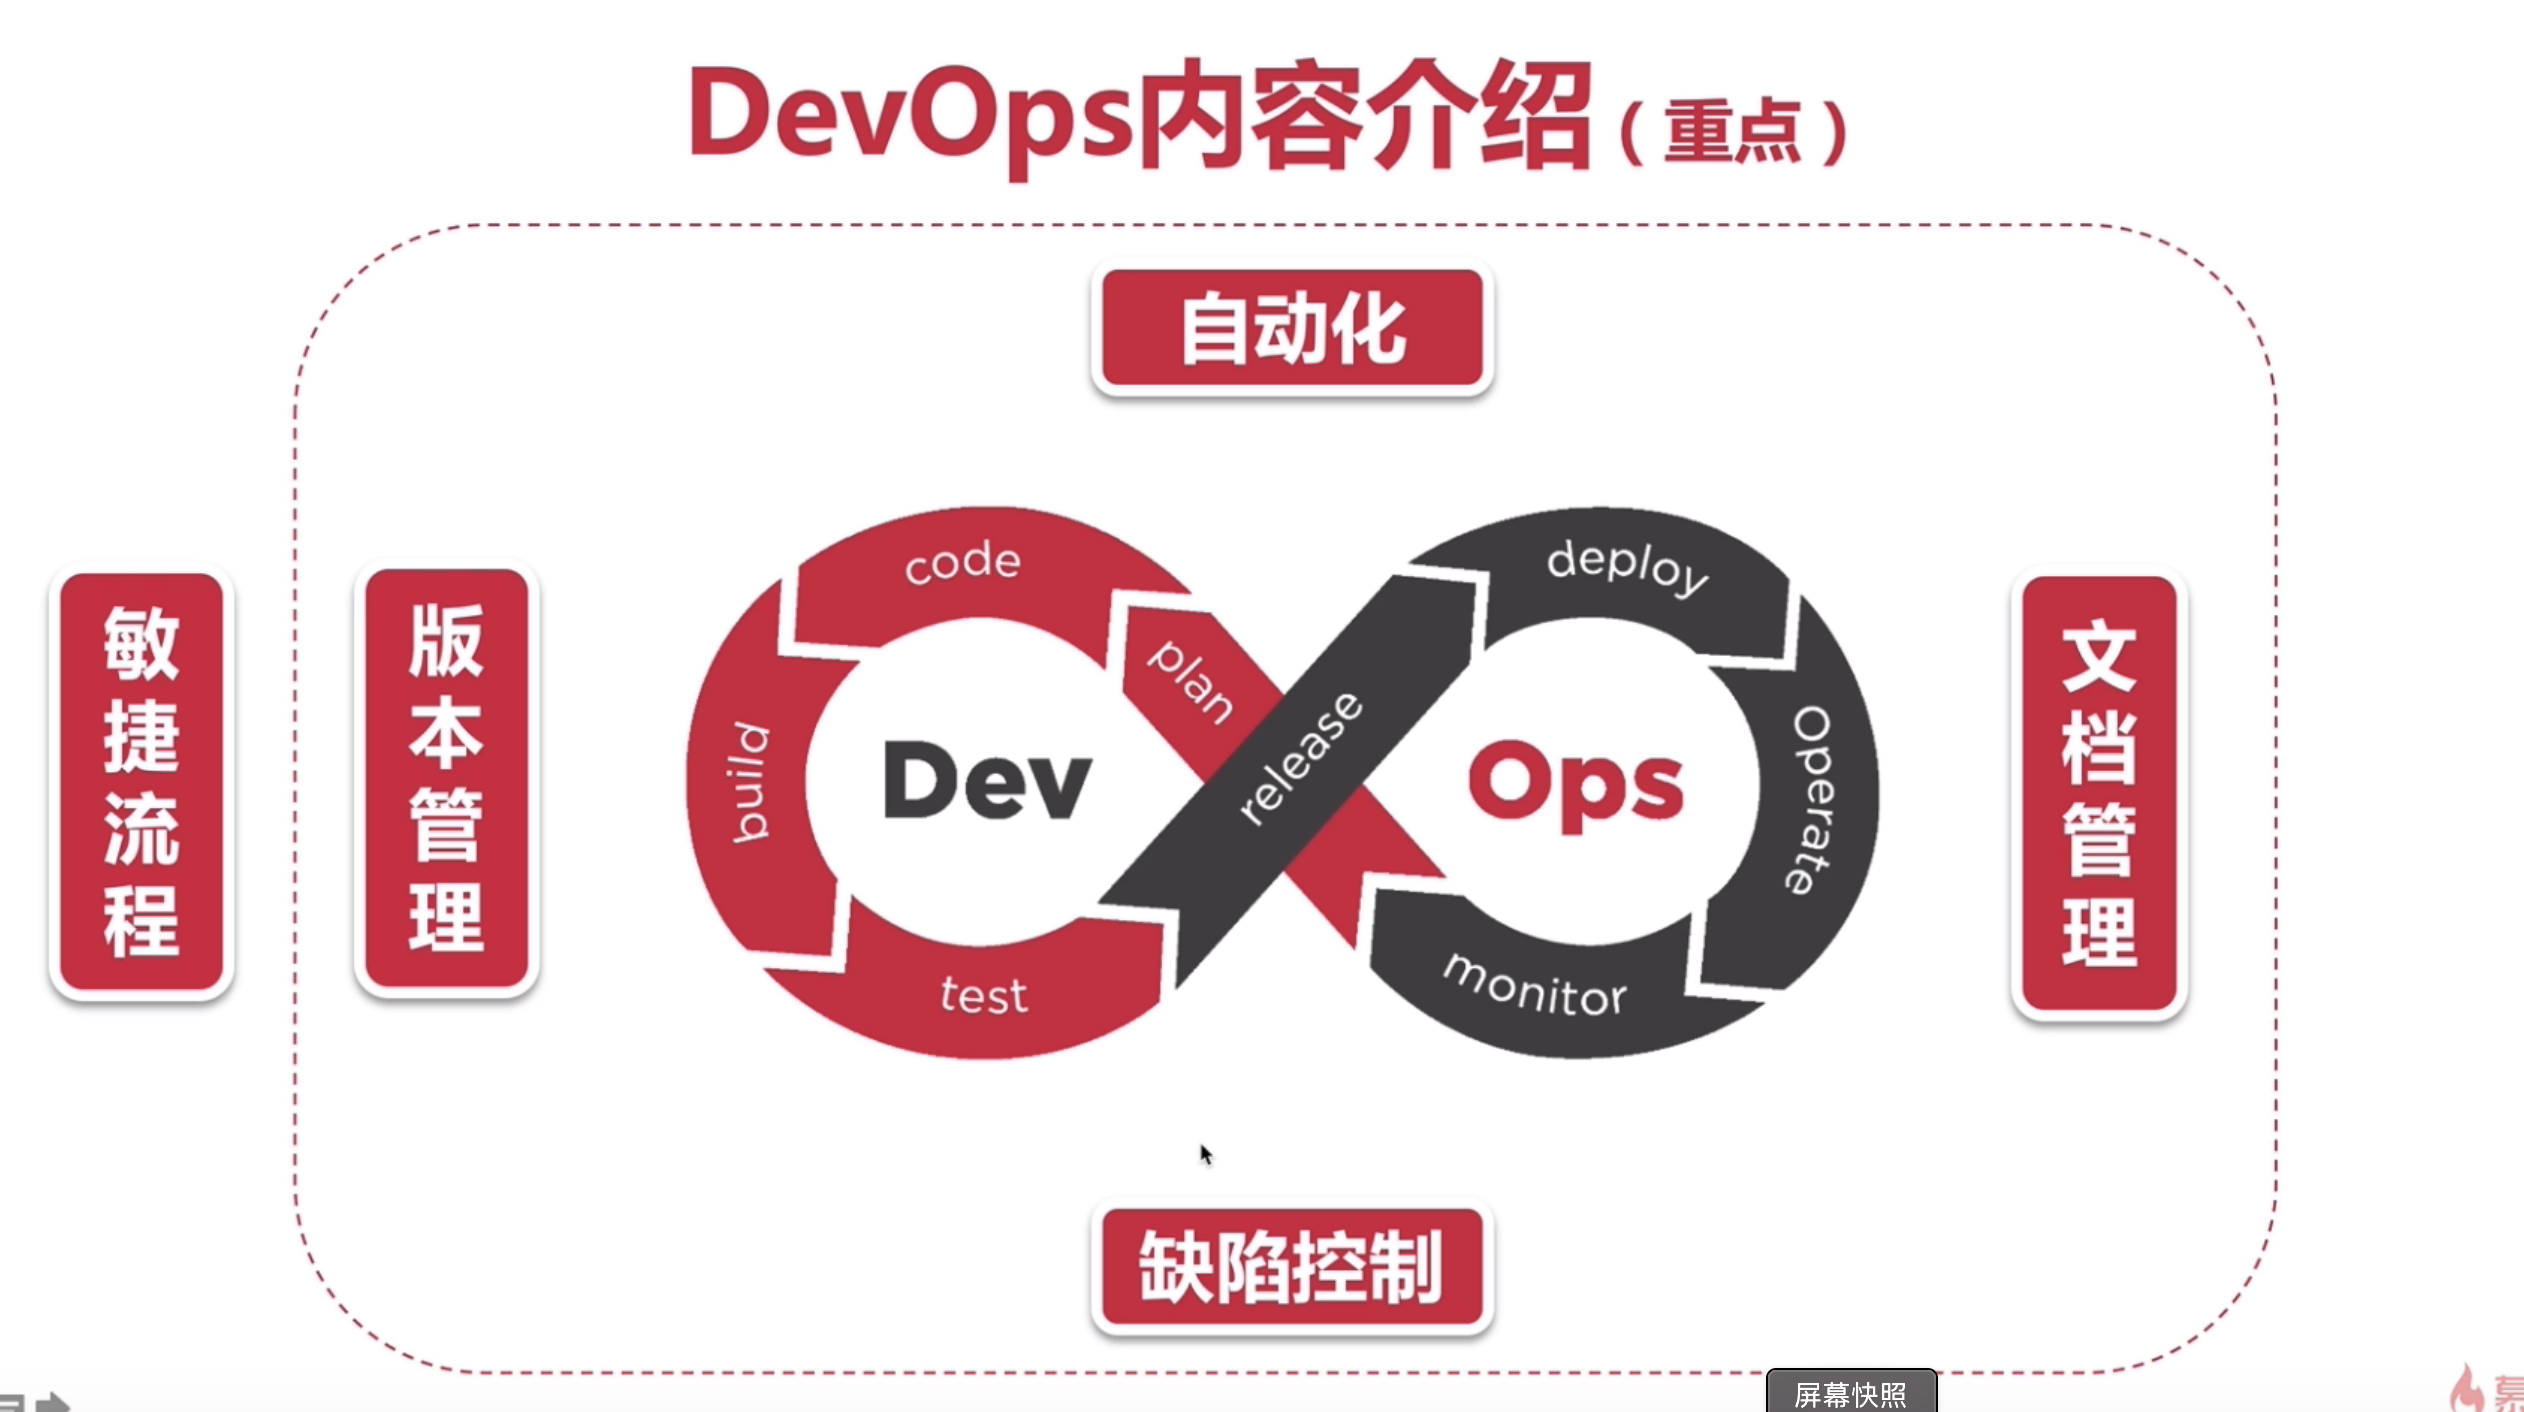 DevOps内容介绍（重点）
自动化
敏捷流程
版本管理
code
plan
build
Dev
test
release
deploy
Ops
Operate
monitor
文档管理
缺陷控制
屏幕快照